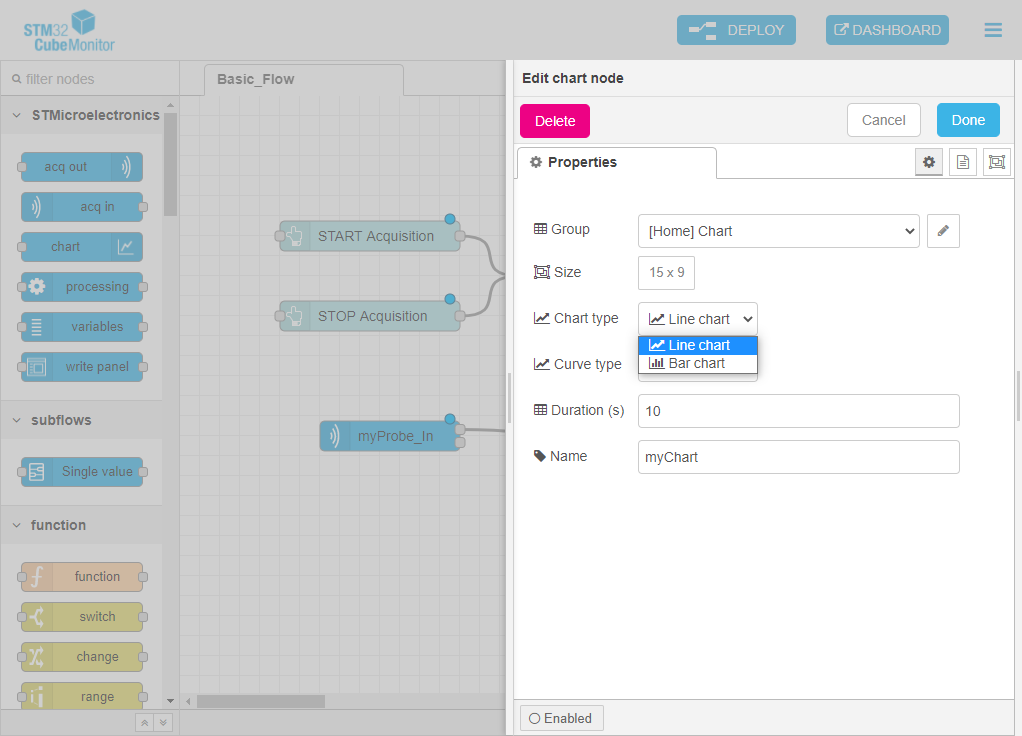 STM32
CubeMonitor
DEPLOY
DASHBOARD
filter nodes
STMicroelectronics
acq out
acq in
chart
processing
variables
write panel
subflows
Single value
function
function
switch
change
range
Basic_Flow
START Acquisition
STOP Acquisition
myProbe_In
Edit chart node
Delete
Cancel
Done
Properties
Group
[Home] Chart
Size
15 x 9
Chart type
Line chart
Line chart
Bar chart
Curve type
Duration (s)
10
Name
myChart
Enabled